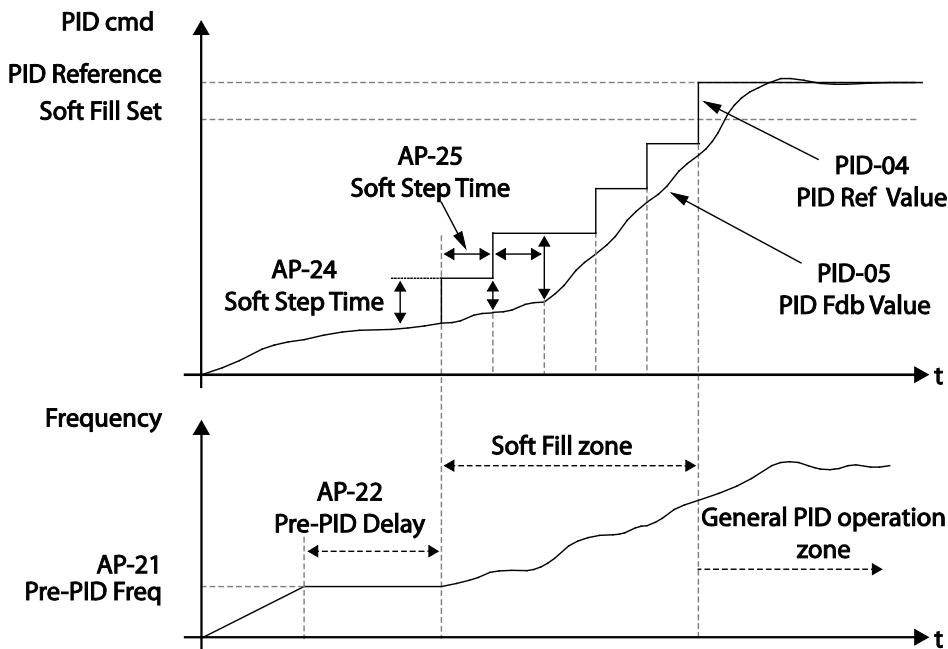 PID cmd
PID Reference
Soft Fill Set
AP-25
Soft Step Time
AP-24
Soft Step Time
PID-04
PID Ref Value
PID-05
PID Fdb Value
t
Frequency
Soft Fill zone
AP-22
Pre-PID Delay
General PID operation
zone
AP-21
Pre-PID Freq
t